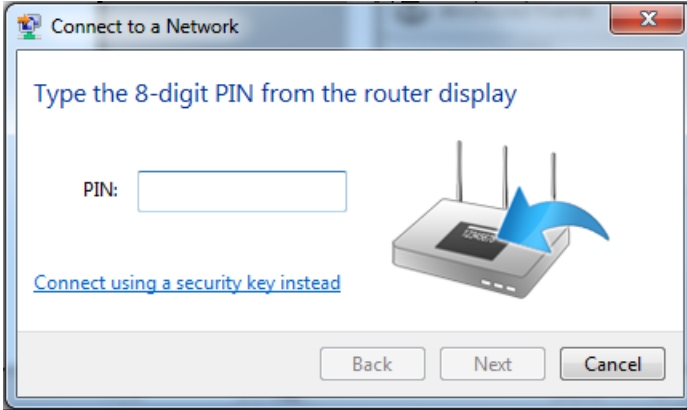 Connect to a Network
Type the 8-digit PIN from the router display
PIN:
12345678
Connect using a security key instead
Back
Next
Cancel